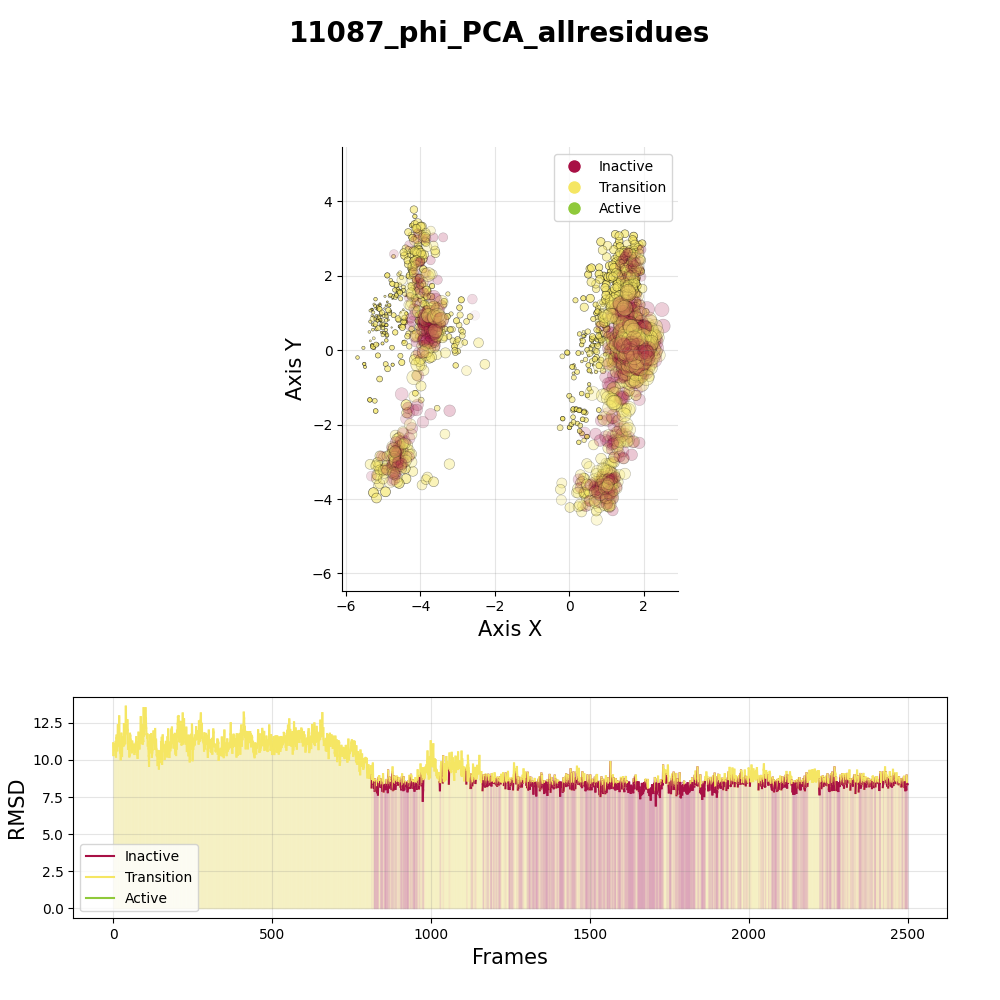 11087_phi_PCA_allresidues
Inactive
Transition
Active
4
2
0
−2
−4
−6
Axis Y
−6
−4
−2
0
2
Axis X
12.5
10.0
7.5
5.0
2.5
0.0
RMSD
Inactive
Transition
Active
0
500
1000
1500
2000
2500
Frames